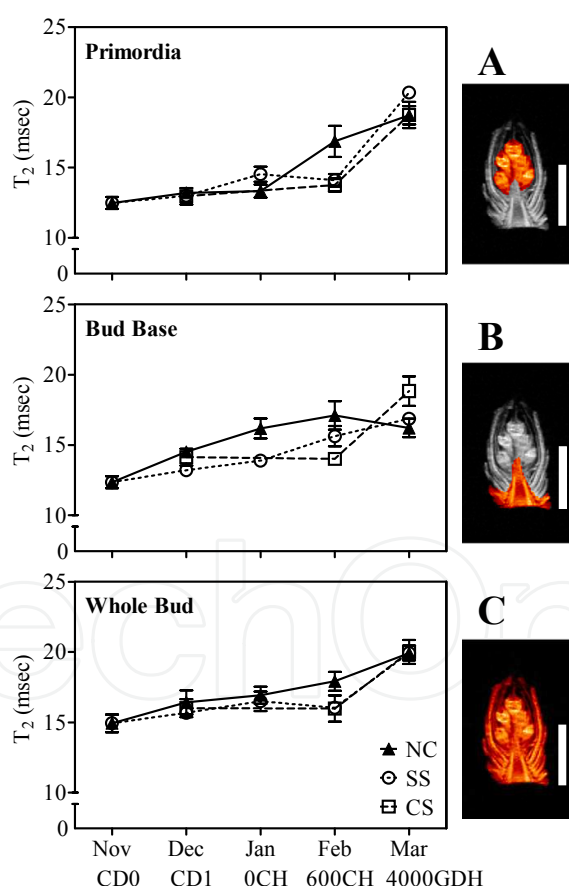 Primordia
A
T2 (msec)
25
20
15
10
0
Bud Base
B
T2 (msec)
25
20
15
10
0
Whole Bud
C
T2 (msec)
25
20
15
10
0
NC
SS
CS
Nov Dec Jan Feb Mar
CD0 CD1 0CH 600CH 4000GDH